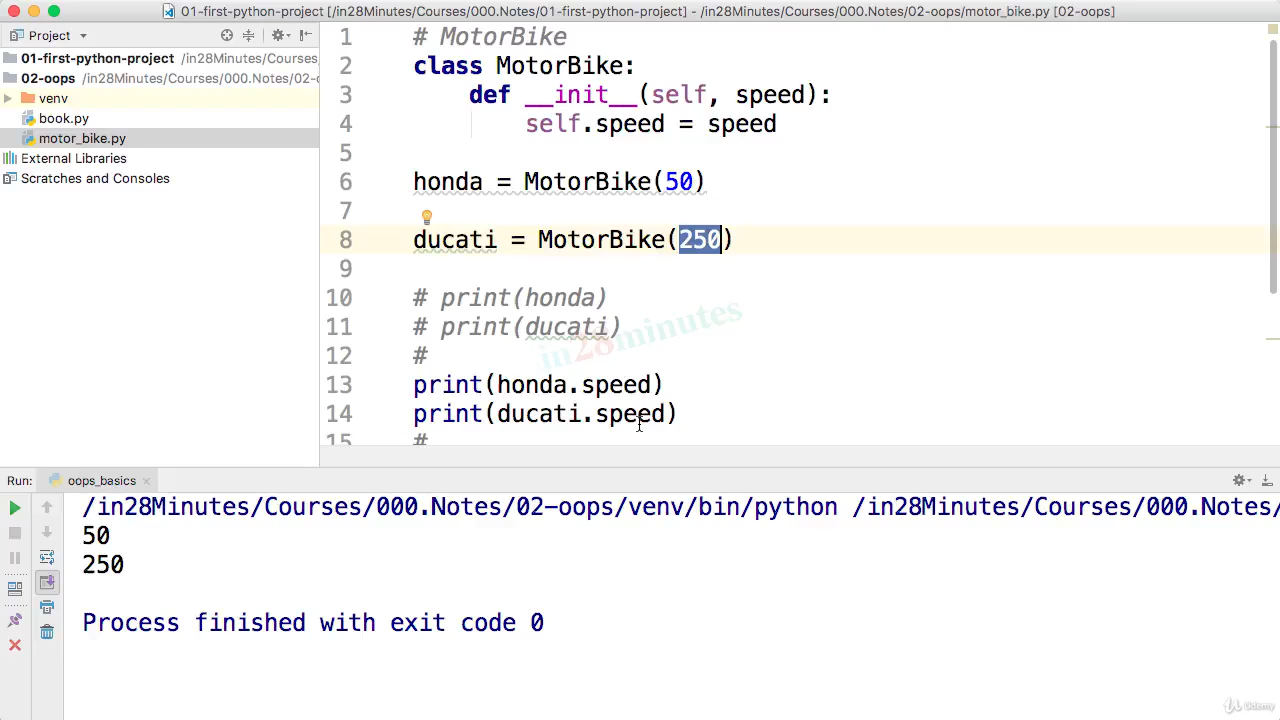 01-first-python-project [/in28Minutes/Courses/000.Notes/01-first-python-project] - /in28Minutes/Courses/000.Notes/02-oops/motor_bike.py [02-oops]
Project
01-first-python-project /in28Minutes/Courses/000.Notes/
02-oops /in28Minutes/Courses/000.Notes/02-o
venv
book.py
motor_bike.py
External Libraries
Scratches and Consoles
1 # MotorBike
2 class MotorBike:
3 def __init__(self, speed):
4 self.speed = speed
5
6 honda = MotorBike(50)
7
8 ducati = MotorBike(250)
9
10 # print(honda)
11 # print(ducati)
12 #
13 print(honda.speed)
14 print(ducati.speed)
15 #
in28minutes
Run: oops_basics
/in28Minutes/Courses/000.Notes/02-oops/venv/bin/python /in28Minutes/Courses/000.Notes/
50
250
Process finished with exit code 0
Udemy